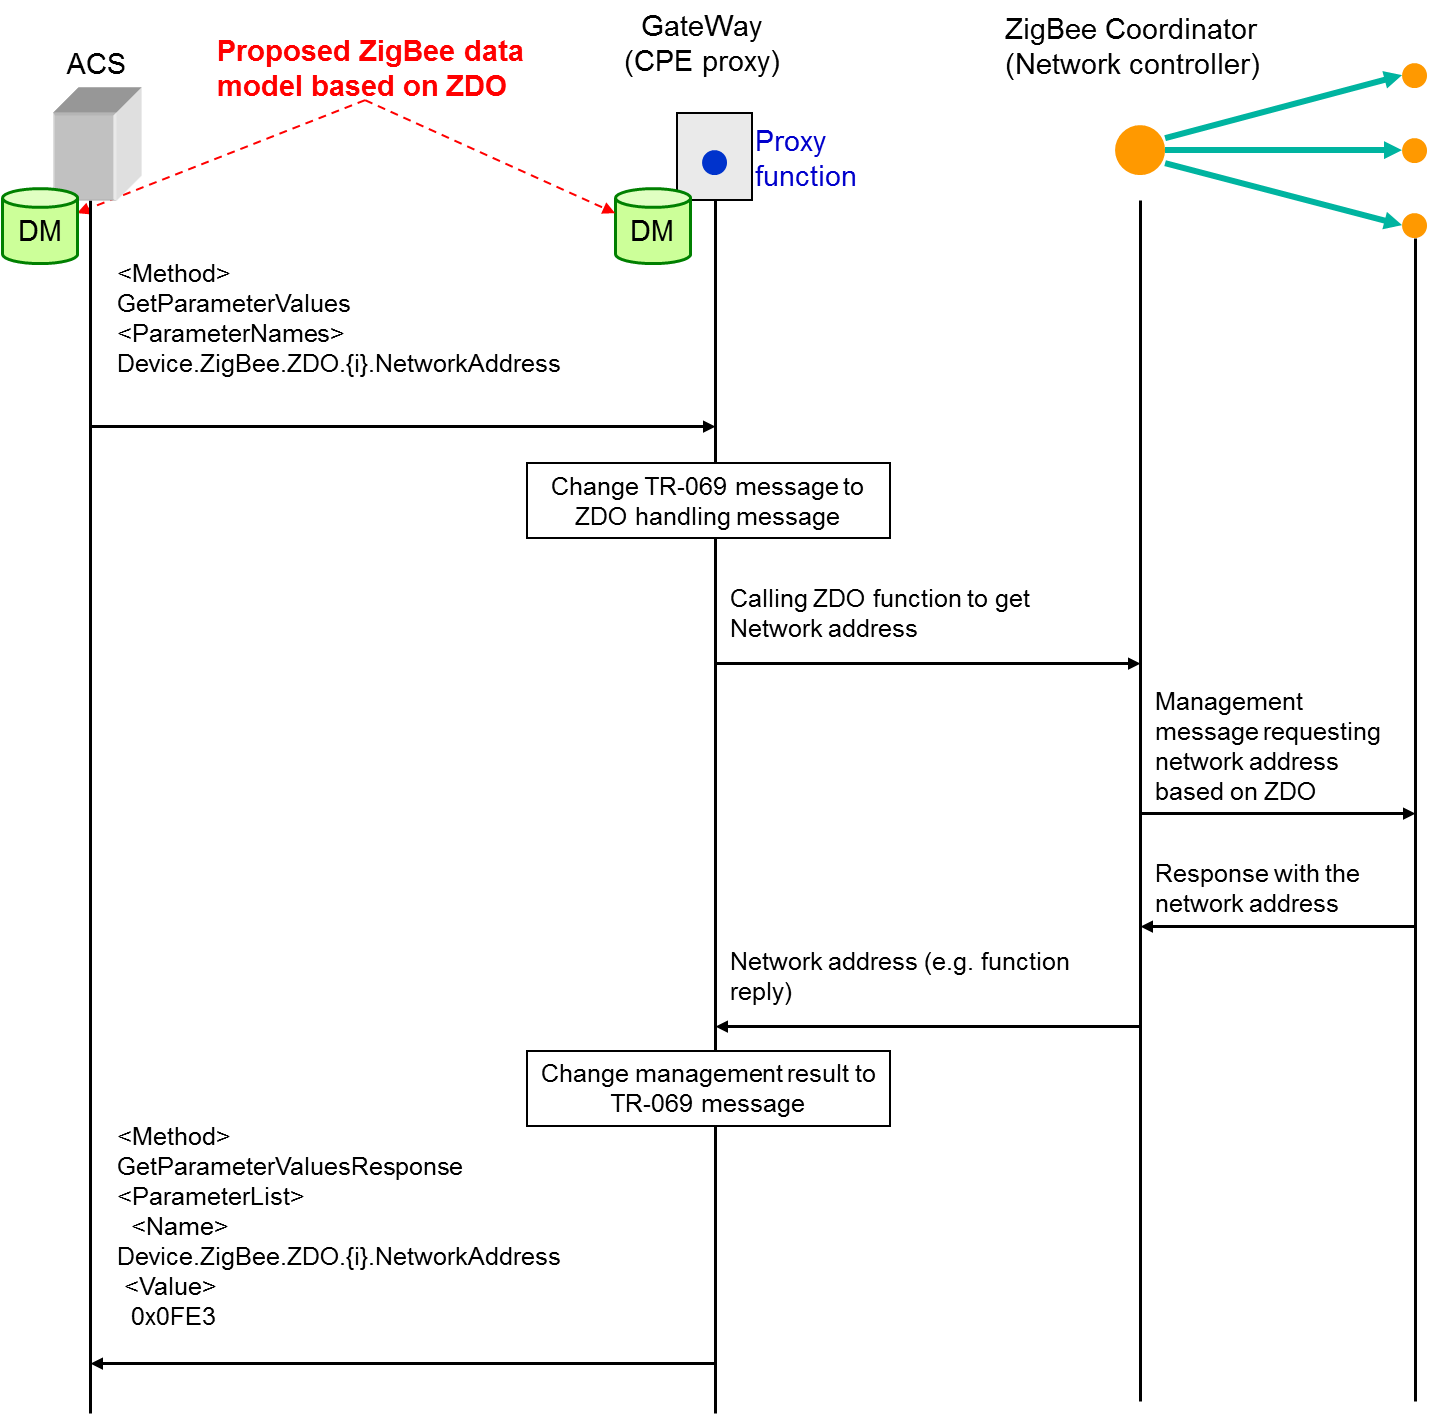 ACS
Proposed ZigBee data
model based on ZDO
GateWay
(CPE proxy)
ZigBee Coordinator
(Network controller)
Proxy
function
DM
DM
<Method>
GetParameterValues
<ParameterNames>
Device.ZigBee.ZDO.{i}.NetworkAddress
Change TR-069 message to
ZDO handling message
Calling ZDO function to get
Network address
Management
message requesting
network address
based on ZDO
Response with the
network address
Network address (e.g. function
reply)
Change management result to
TR-069 message
<Method>
GetParameterValuesResponse
<ParameterList>
<Name>
Device.ZigBee.ZDO.{i}.NetworkAddress
<Value>
0x0FE3